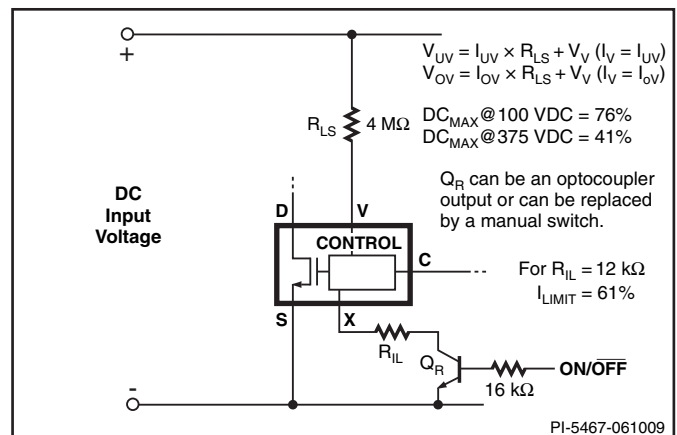 +
V_UV = I_UV × R_LS + V_V (I_V = I_UV)
V_OV = I_OV × R_LS + V_V (I_V = I_oV)
DC_MAX@100 VDC = 76%
DC_MAX@375 VDC = 41%
R_LS 4 MΩ
Q_R can be an optocoupler
output or can be replaced
by a manual switch.
DC
Input
Voltage
D V
CONTROL
C
For R_IL = 12 kΩ
I_LIMIT = 61%
S X
R_IL
Q_R
ON/O̅F̅F̅
16 kΩ
-
PI-5467-061009